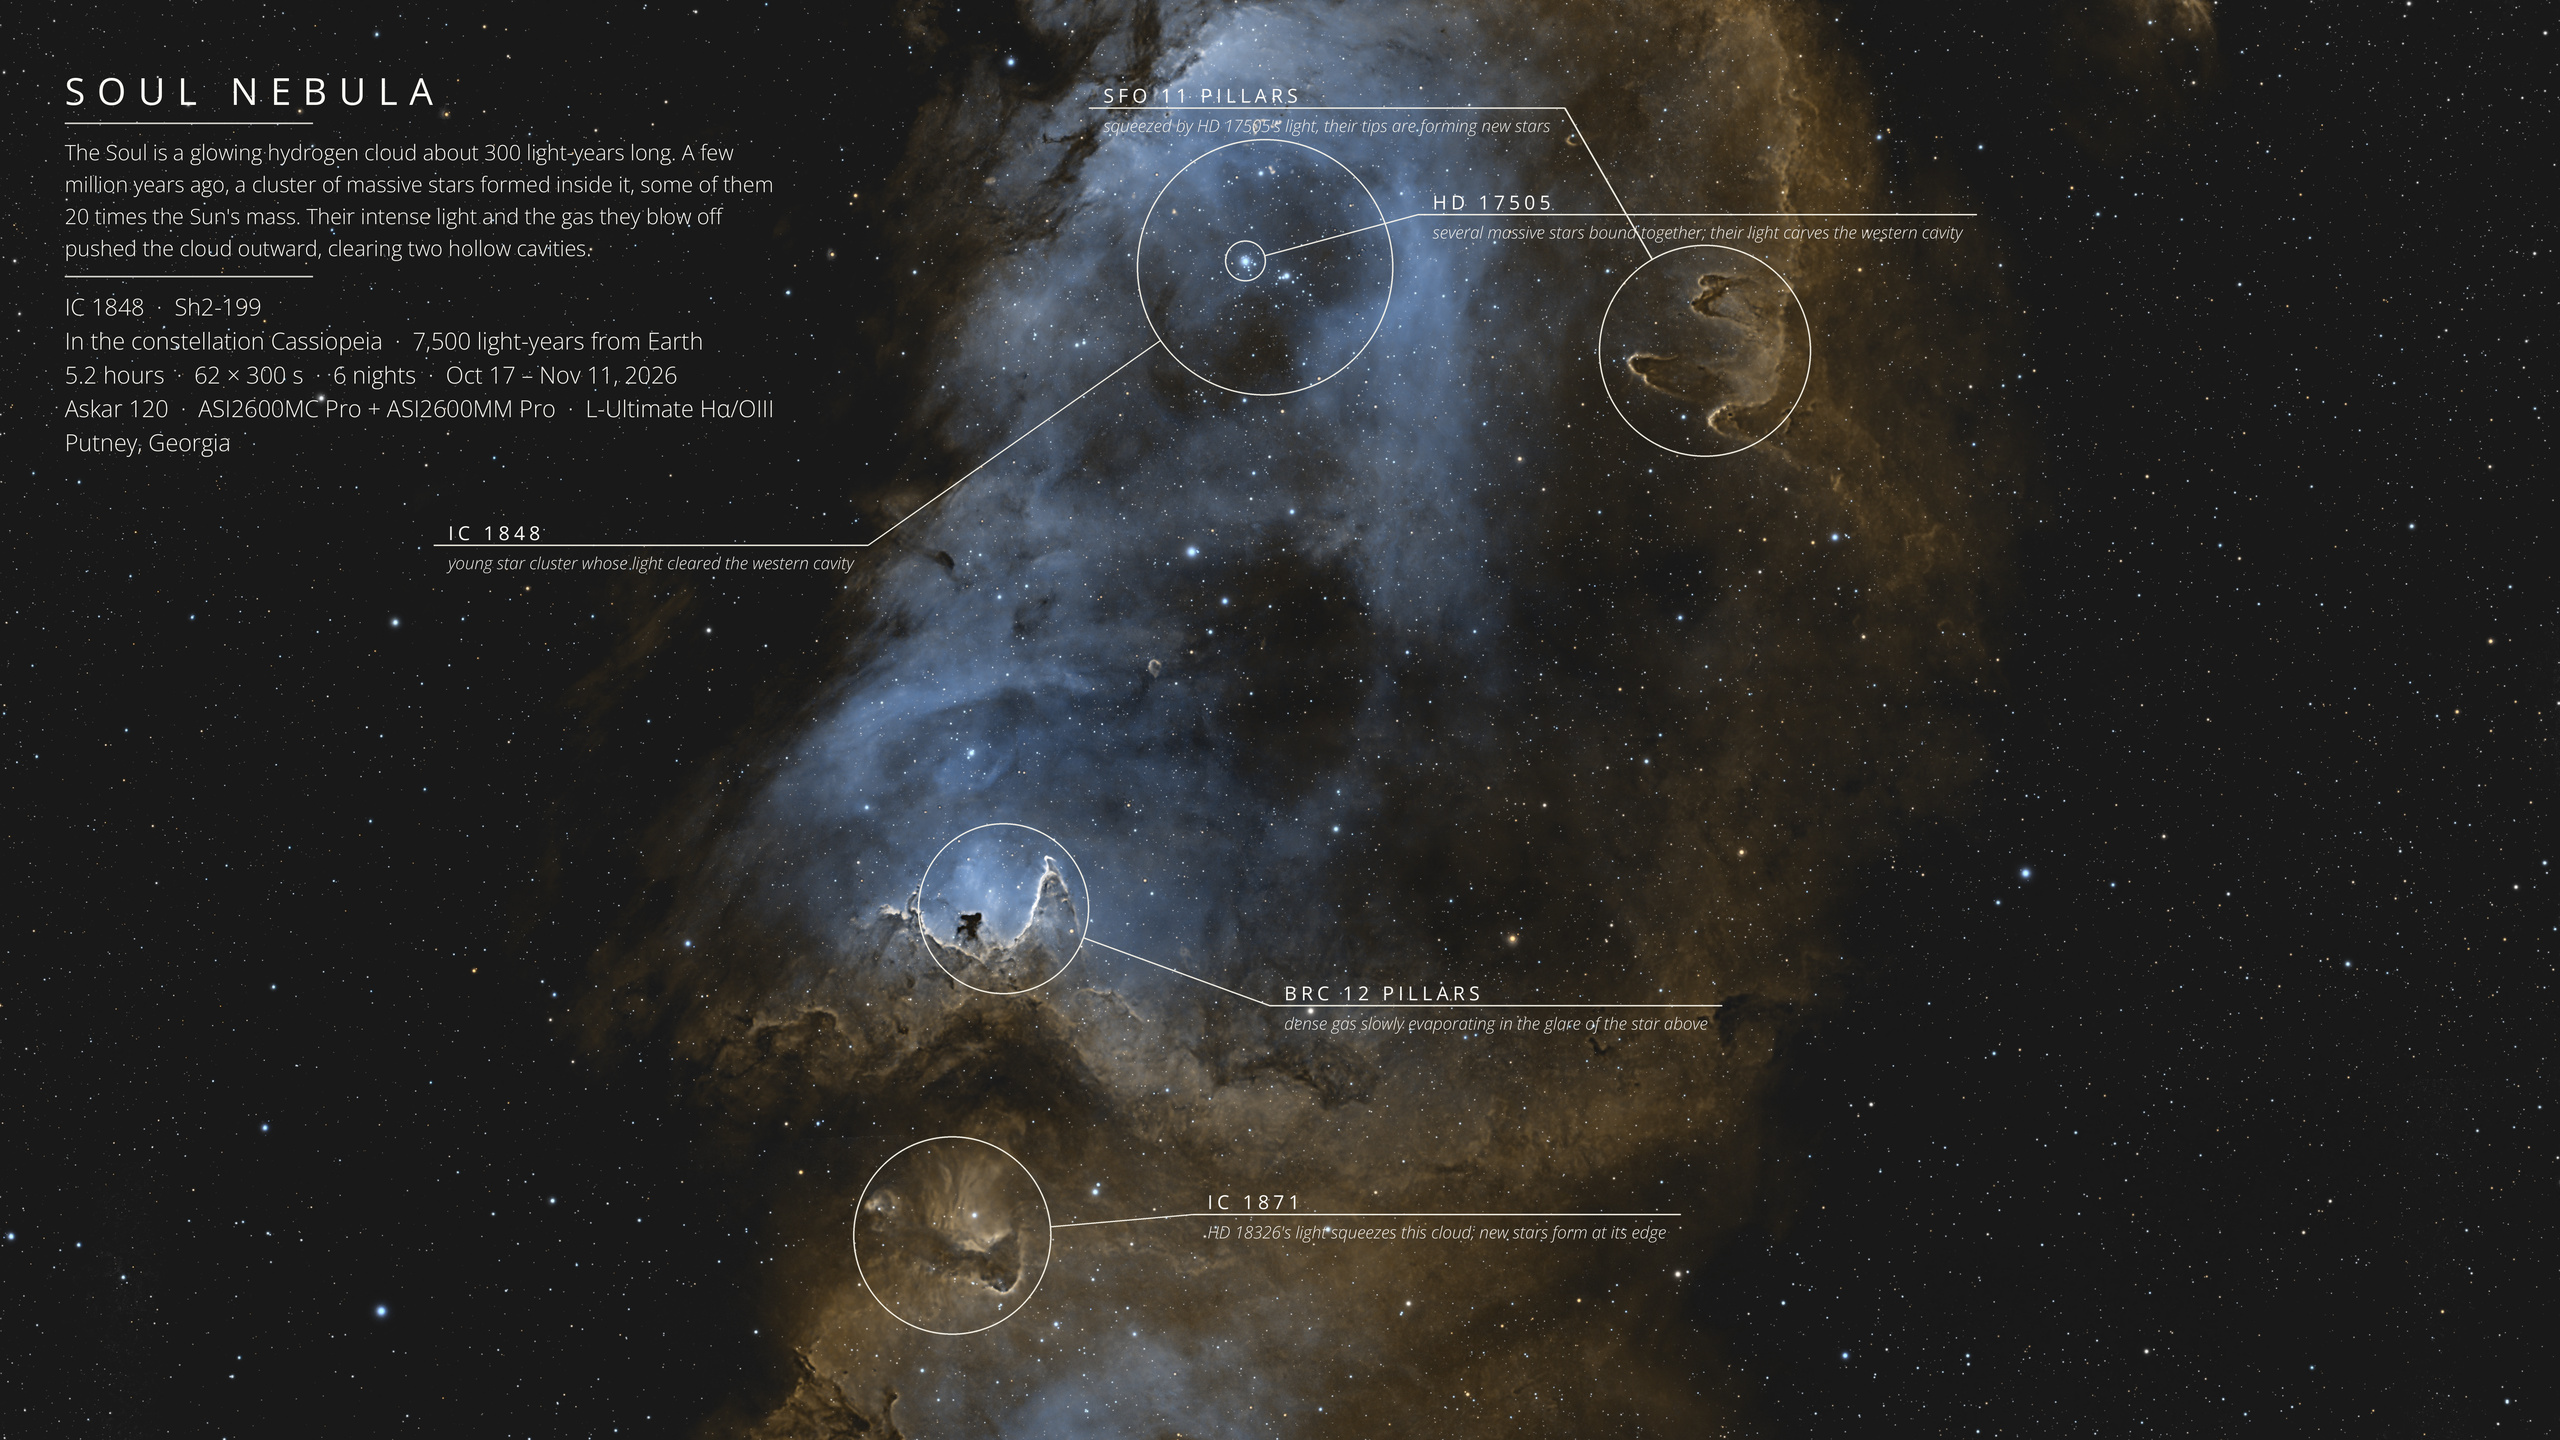 SOUL NEBULA
The Soul is a glowing hydrogen cloud about 300 light-years long. A few
million years ago, a cluster of massive stars formed inside it, some of them
20 times the Sun's mass. Their intense light and the gas they blow off
pushed the cloud outward, clearing two hollow cavities.
IC 1848 · Sh2-199
In the constellation Cassiopeia · 7,500 light-years from Earth
5.2 hours · 62 × 300 s · 6 nights · Oct 17 – Nov 11, 2026
Askar 120 · ASI2600MC Pro + ASI2600MM Pro · L-Ultimate Hα/OIII
Putney, Georgia
SFO 11 PILLARS
squeezed by HD 17505's light, their tips are forming new stars
HD 17505
several massive stars bound together; their light carves the western cavity
IC 1848
young star cluster whose light cleared the western cavity
BRC 12 PILLARS
dense gas slowly evaporating in the glare of the star above
IC 1871
HD 18326's light squeezes this cloud; new stars form at its edge